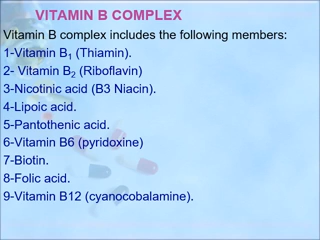 VITAMIN B COMPLEX
Vitamin B complex includes the following members:
1-Vitamin B₁ (Thiamin).
2- Vitamin B₂ (Riboflavin)
3-Nicotinic acid (B3 Niacin).
4-Lipoic acid.
5-Pantothenic acid.
6-Vitamin B6 (pyridoxine)
7-Biotin.
8-Folic acid.
9-Vitamin B12 (cyanocobalamine).